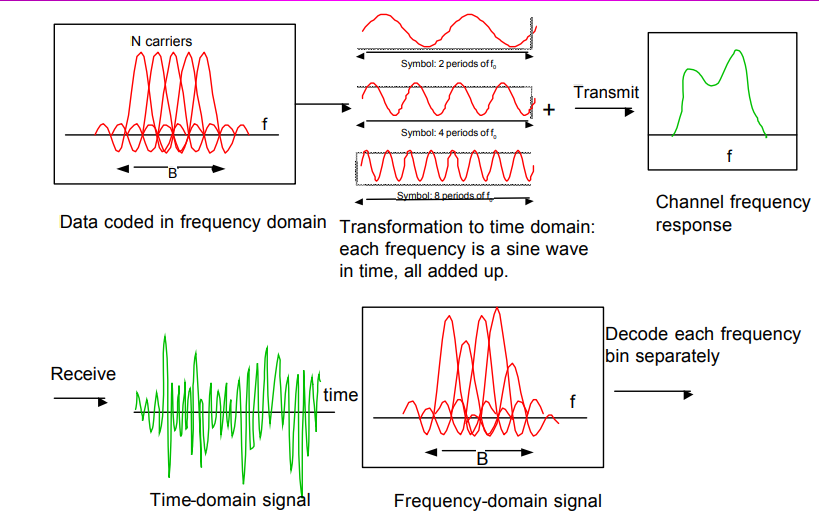 N carriers
f
B
Data coded in frequency domain
Symbol: 2 periods of f0
Symbol: 4 periods of f0
Symbol: 8 periods of f0
+
Transformation to time domain:
each frequency is a sine wave
in time, all added up.
Transmit
f
Channel frequency
response
Receive
time
Time-domain signal
f
B
Frequency-domain signal
Decode each frequency
bin separately